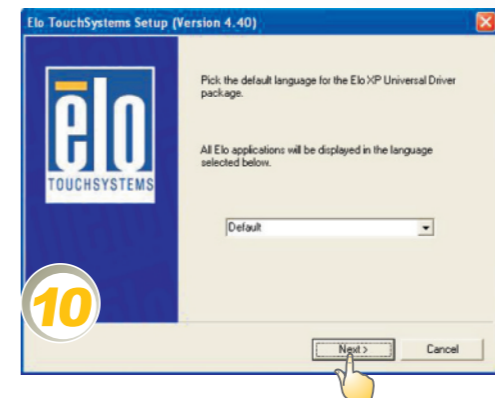 Elo TouchSystems Setup (Version 4.40)
Pick the default language for the Elo XP Universal Driver
package.
All Elo applications will be displayed in the language
selected below.
elo
TOUCHSYSTEMS
Default
10
Next >
Cancel